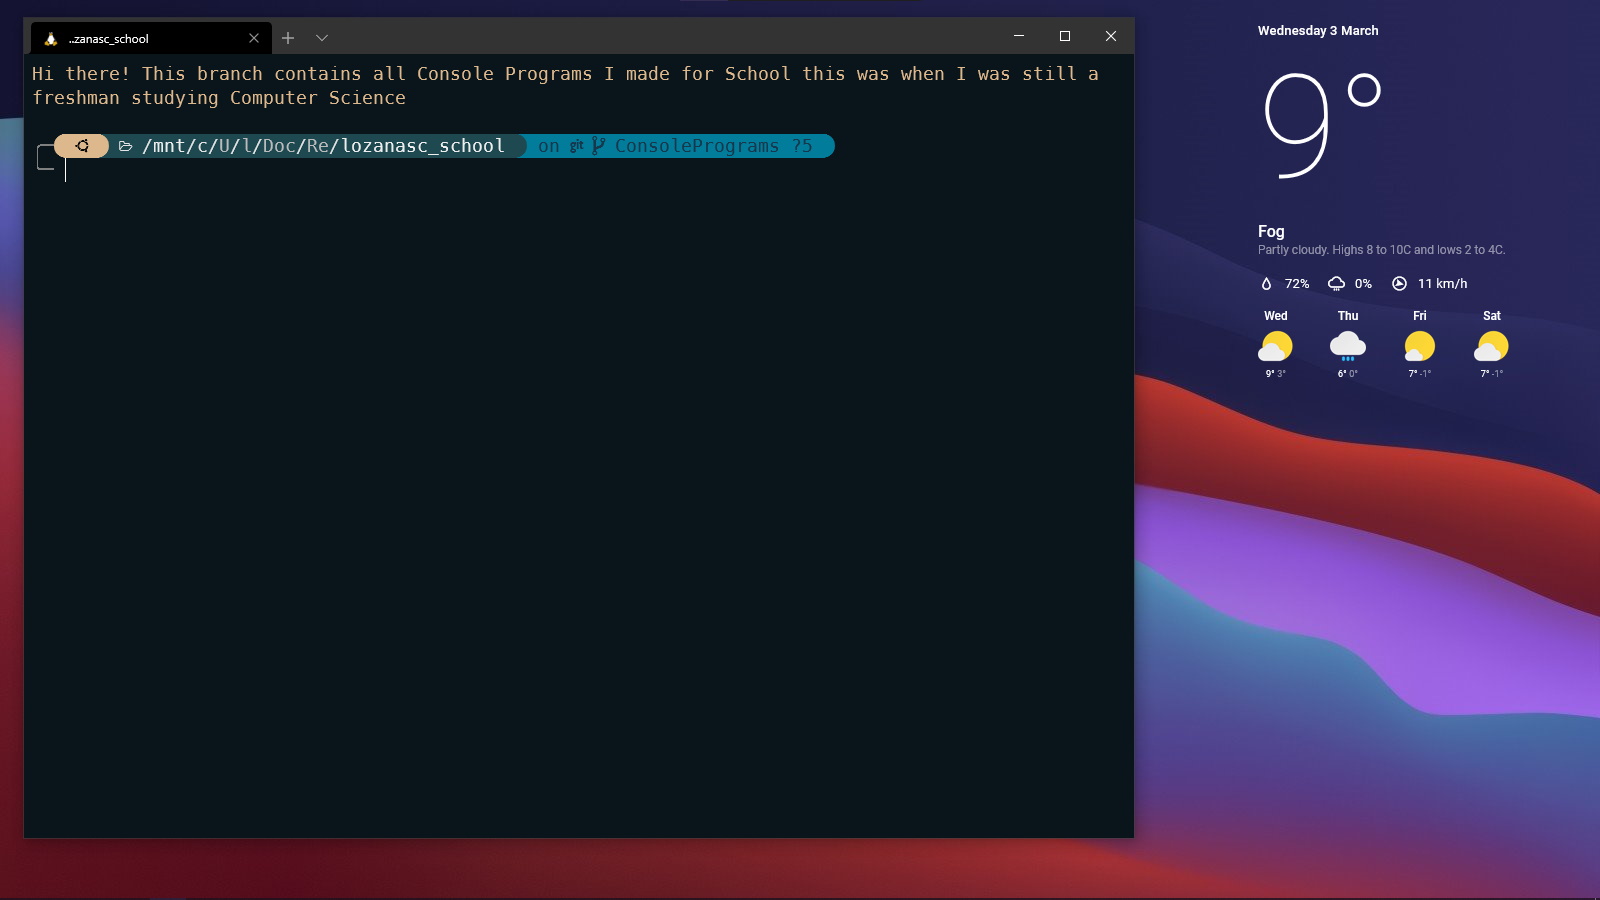 ..zanasc_school
Hi there! This branch contains all Console Programs I made for School this was when I was still a
freshman studying Computer Science
/mnt/c/U/l/Doc/Re/lozanasc_school on git ConsolePrograms ?5
Wednesday 3 March
9°
Fog
Partly cloudy. Highs 8 to 10C and lows 2 to 4C.
72% 0% 11 km/h
Wed Thu Fri Sat
9° 3° 6° 0° 7° -1° 7° -1°